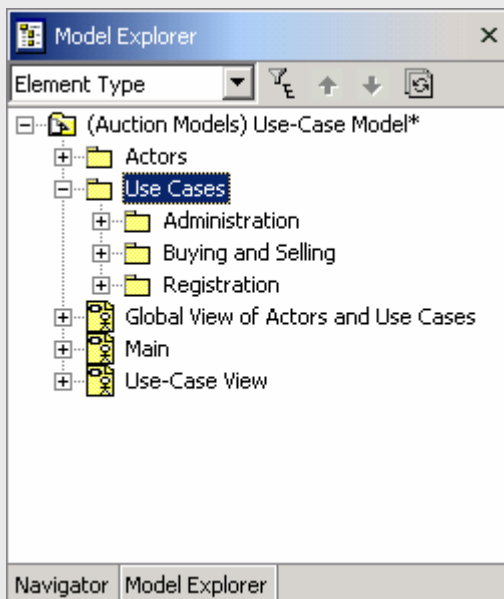 Model Explorer
Element Type
(Auction Models) Use-Case Model*
Actors
Use Cases
Administration
Buying and Selling
Registration
Global View of Actors and Use Cases
Main
Use-Case View
Navigator Model Explorer